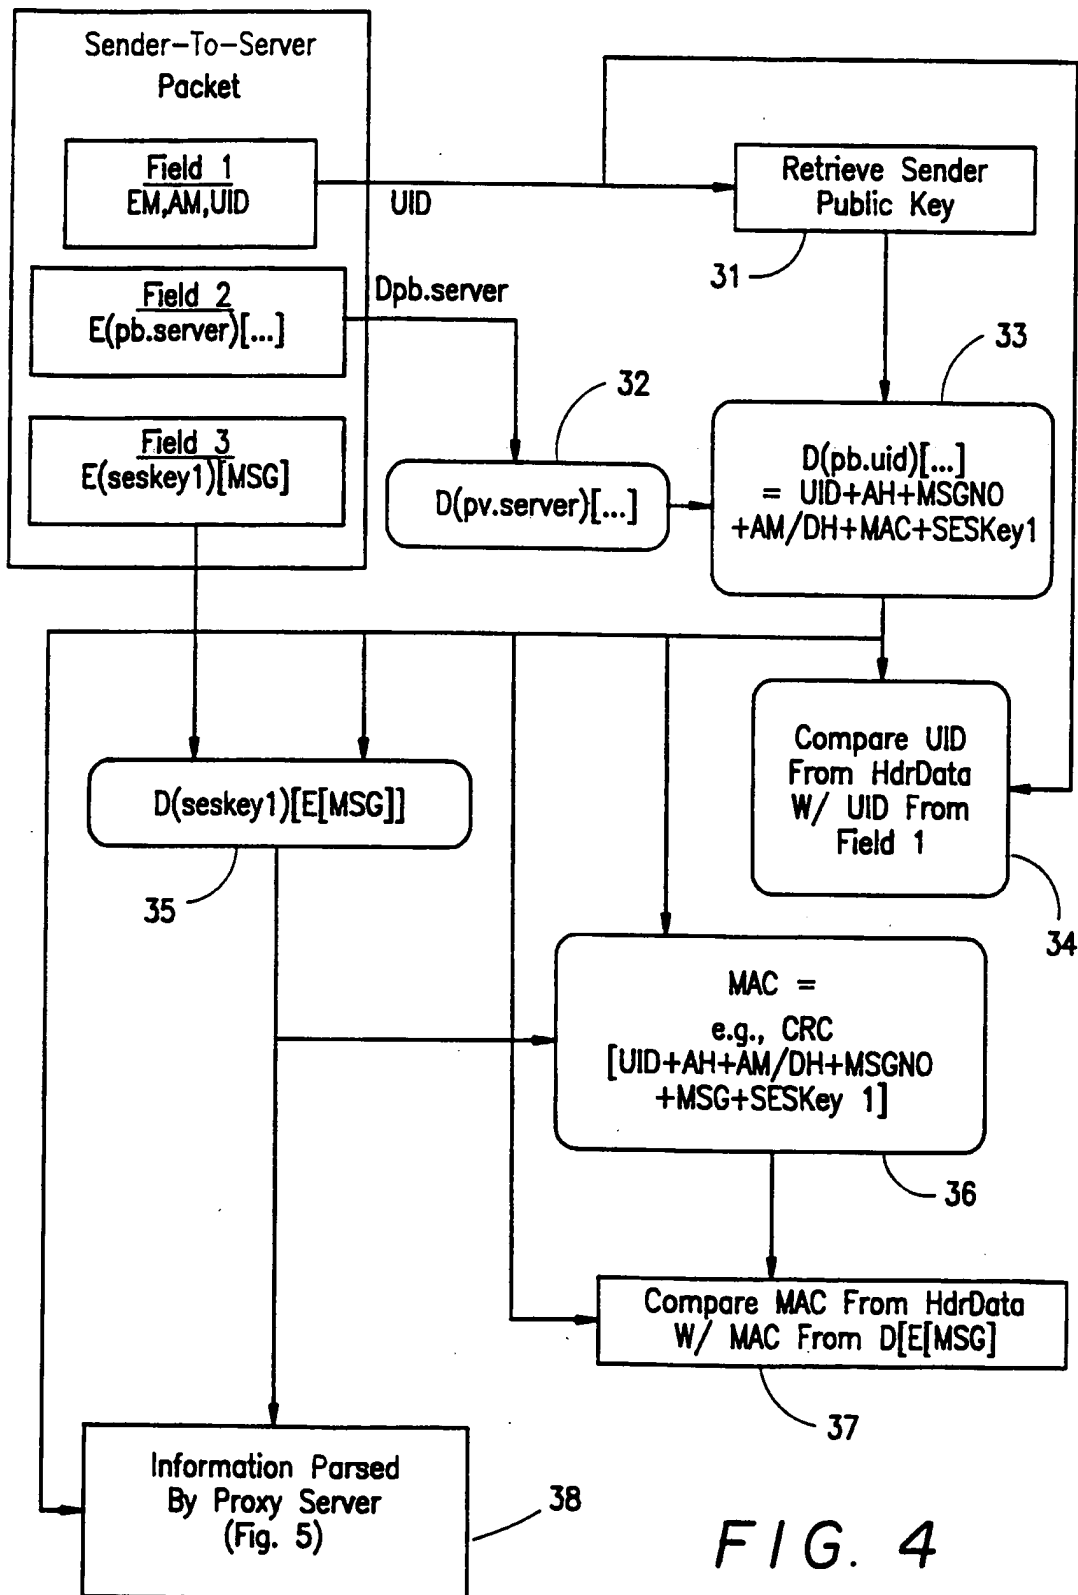 Sender-To-Server
Packet
Field 1
EM,AM,UID
UID
Retrieve Sender
Public Key
31
Field 2
E(pb.server)[...]
Dpb.server
33
32
Field 3
E(seskey1)[MSG]
D(pv.server)[...]
D(pb.uid)[...]
= UID+AH+MSGNO
+AM/DH+MAC+SESKey1
Compare UID
From HdrData
W/ UID From
Field 1
34
D(seskey1)[E[MSG]]
35
MAC =
e.g., CRC
[UID+AH+AM/DH+MSGNO
+MSG+SESKey 1]
36
Compare MAC From HdrData
W/ MAC From D[E[MSG]
37
Information Parsed
By Proxy Server
(Fig. 5)
38
FIG. 4